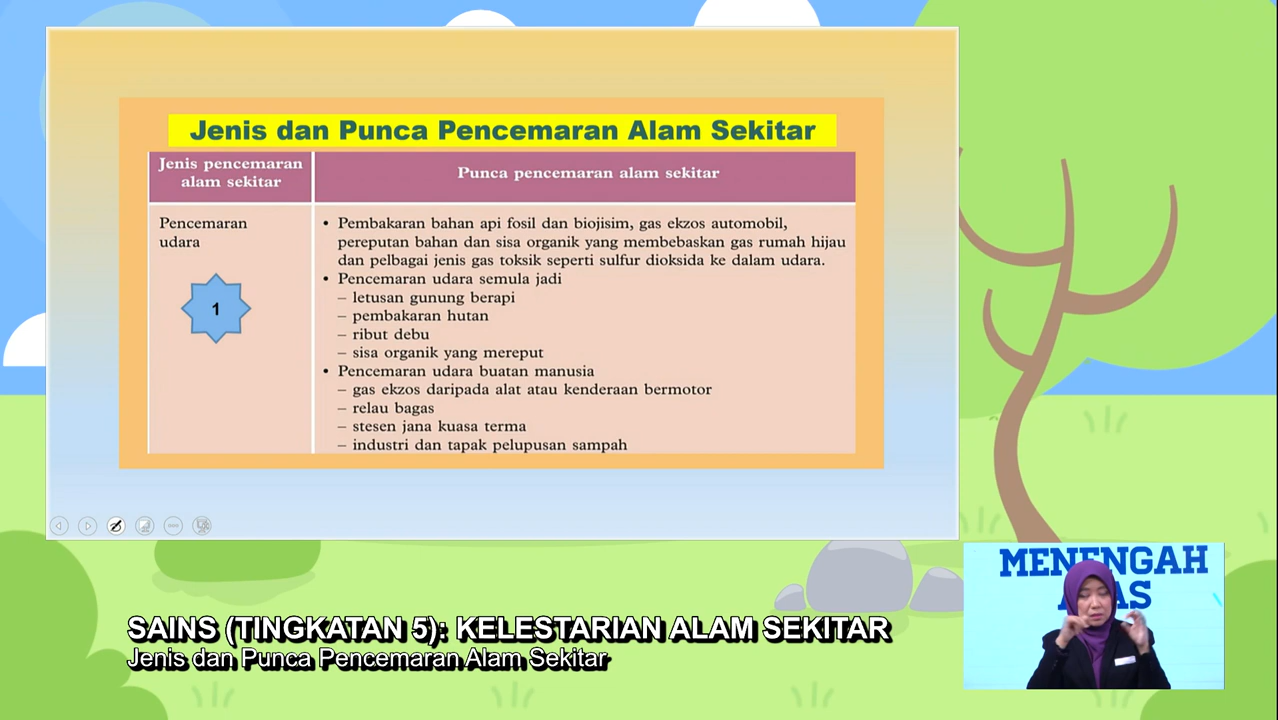 Jenis dan Punca Pencemaran Alam Sekitar
Jenis pencemaran
alam sekitar
Punca pencemaran alam sekitar
Pencemaran
udara
1
• Pembakaran bahan api fosil dan biojisim, gas ekzos automobil,
pereputan bahan dan sisa organik yang membebaskan gas rumah hijau
dan pelbagai jenis gas toksik seperti sulfur dioksida ke dalam udara.
• Pencemaran udara semula jadi
– letusan gunung berapi
– pembakaran hutan
– ribut debu
– sisa organik yang mereput
• Pencemaran udara buatan manusia
– gas ekzos daripada alat atau kenderaan bermotor
– relau bagas
– stesen jana kuasa terma
– industri dan tapak pelupusan sampah
MENENGAH
SAINS (TINGKATAN 5): KELESTARIAN ALAM SEKITAR
Jenis dan Punca Pencemaran Alam Sekitar